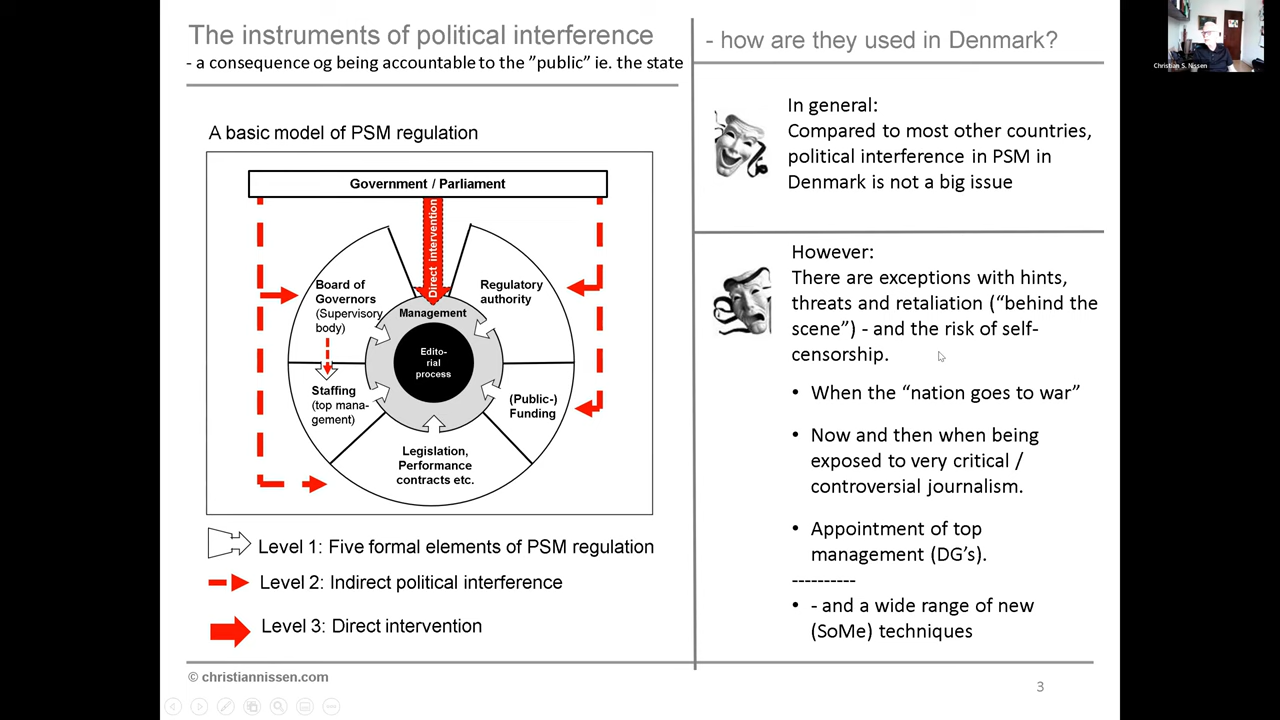 The instruments of political interference
- a consequence og being accountable to the ”public” ie. the state
A basic model of PSM regulation
Government / Parliament
Direct intervention
Board of
Governors
(Supervisory
body)
Regulatory
authority
Management
Edito-
rial
process
Staffing
(top mana-
gement)
(Public-)
Funding
Legislation,
Performance
contracts etc.
Level 1: Five formal elements of PSM regulation
Level 2: Indirect political interference
Level 3: Direct intervention
© christiannissen.com
- how are they used in Denmark?
In general:
Compared to most other countries,
political interference in PSM in
Denmark is not a big issue
However:
There are exceptions with hints,
threats and retaliation (“behind the
scene”) - and the risk of self-
censorship.
• When the “nation goes to war”
• Now and then when being
exposed to very critical /
controversial journalism.
• Appointment of top
management (DG’s).
----------
• - and a wide range of new
(SoMe) techniques
3
Christian S. Nissen